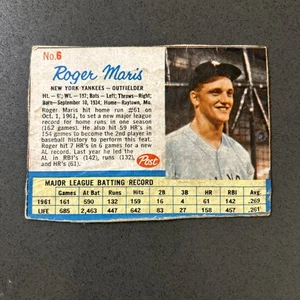 No. 6
Roger Maris
NEW YORK YANKEES — OUTFIELDER
Ht. — 6'; Wt. — 197; Bats — Left; Throws — Right;
Born — September 10, 1934; Home — Raytown, Mo.
Roger Maris hit home run #61 on
Oct. 1, 1961, to set a new major league
record for home runs in one season
(162 games). He also hit 59 HR's in
154 games to become 2nd player in
baseball history to perform this feat.
Roger hit 7 HR's in 6 games for a new
AL record. Last year he led the
AL in RBI's (142), runs (132),
and HR's (61).
Post
MAJOR LEAGUE BATTING RECORD
Games At Bat Runs Hits 2B 3B HR RBI Avg.
1961 161 590 132 159 16 4 61 142 .269
LIFE 685 2,463 447 642 83 27 158 457 .261